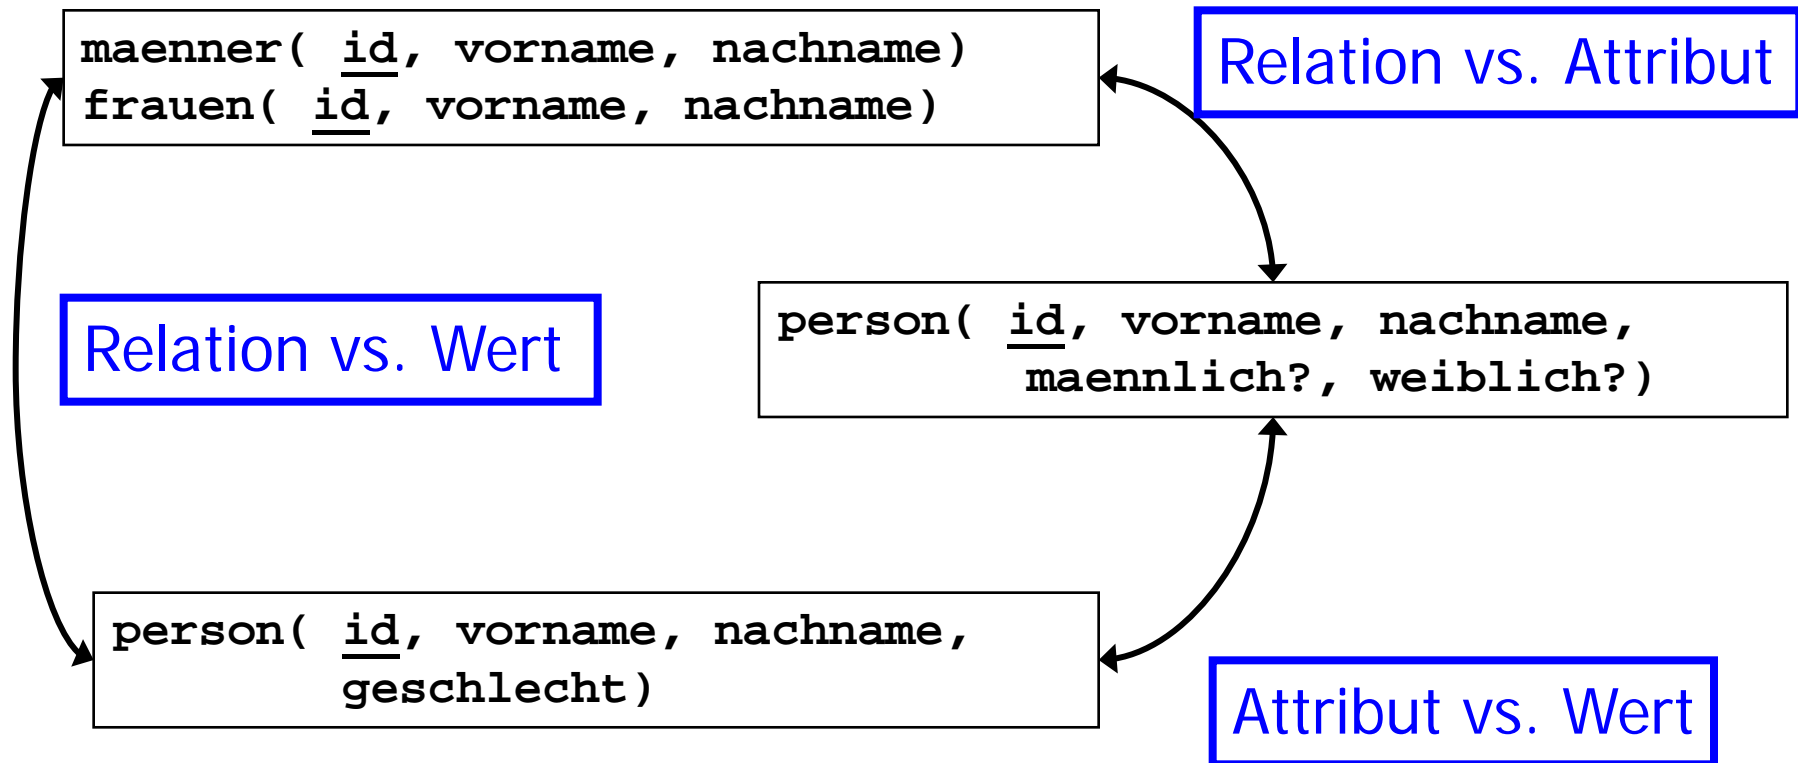 maenner( id, vorname, nachname)
frauen( id, vorname, nachname)
Relation vs. Attribut
Relation vs. Wert
person( id, vorname, nachname,
maennlich?, weiblich?)
person( id, vorname, nachname,
geschlecht)
Attribut vs. Wert